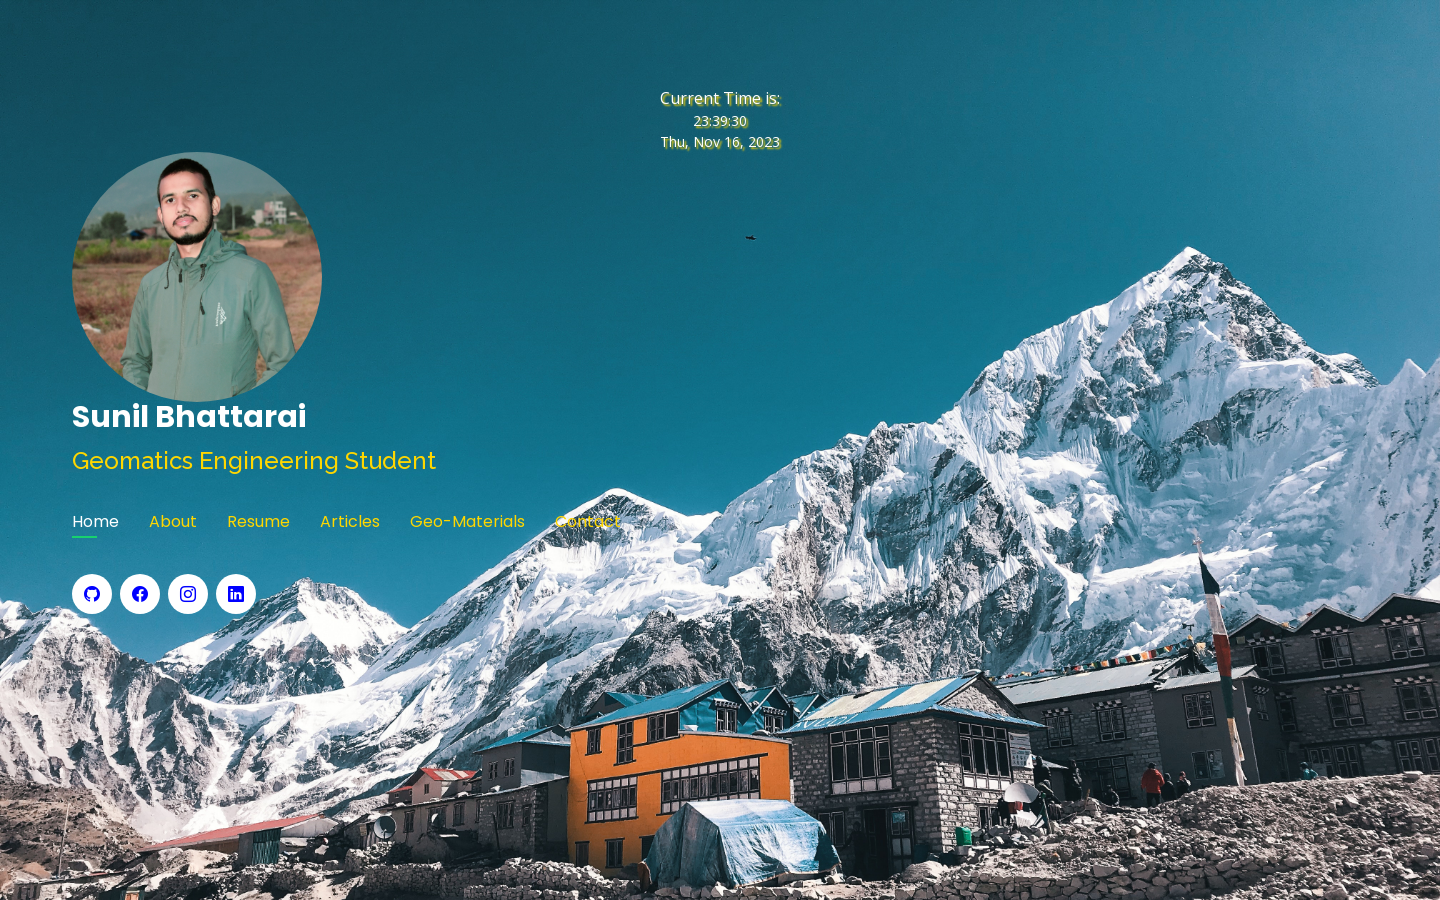 Current Time is:
23:39:30
Thu, Nov 16, 2023
Sunil Bhattarai
Geomatics Engineering Student
Home About Resume Articles Geo-Materials Contact